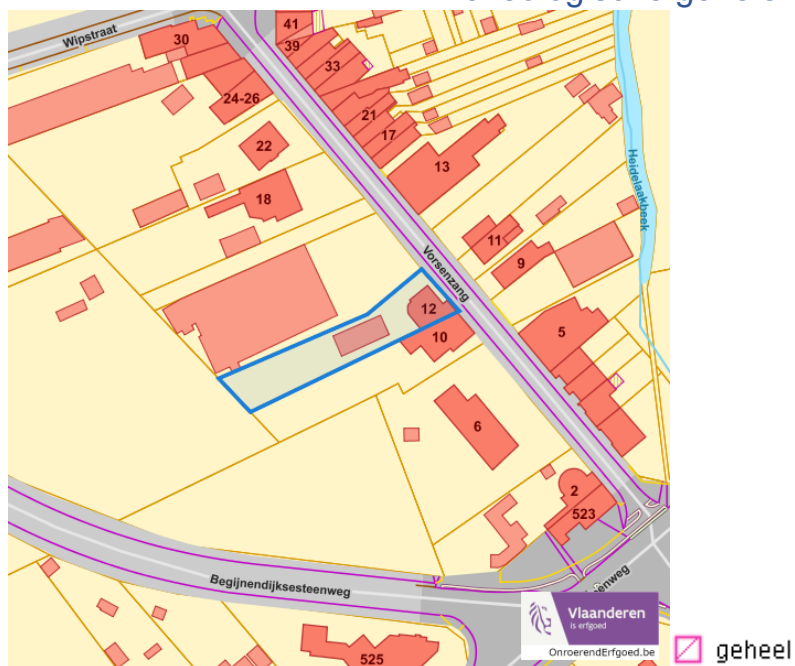 Wipstraat
41
39
33
30
24-26
21
17
22
13
18
Heidelaakbeek
11
9
Vorsenzang
12
10
5
6
2
523
Begijnendijksesteenweg
525
Vlaanderen
is erfgoed
OnroerendErfgoed.be
geheel